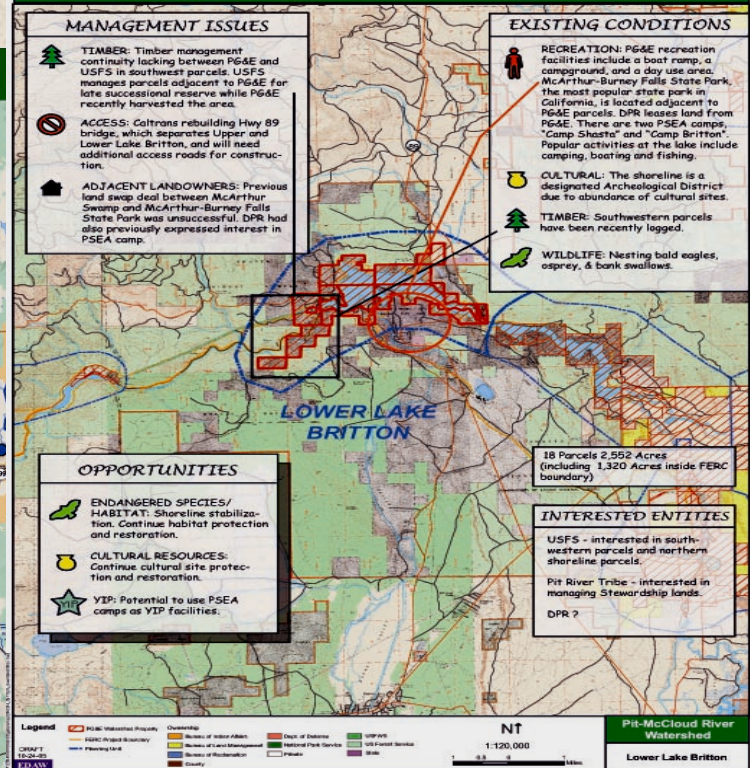 MANAGEMENT ISSUES
TIMBER: Timber management
continuity lacking between PG&E and
USFS in southwest parcels. USFS
manages parcels adjacent to PG&E for
late successional reserve while PG&E
recently harvested the area.
ACCESS: Caltrans rebuilding Hwy 89
bridge, which separates Upper and
Lower Lake Britton, and will need
additional access roads for construc-
tion.
ADJACENT LANDOWNERS: Previous
land swap deal between McArthur
Swamp and McArthur-Burney Falls
State Park was unsuccessful. DPR had
also previously expressed interest in
PSEA camp.
EXISTING CONDITIONS
RECREATION: PG&E recreation
facilities include a boat ramp, a
campground, and a day use area.
McArthur-Burney Falls State Park,
the most popular state park in
California, is located adjacent to
PG&E parcels. DPR leases land from
PG&E. There are two PSEA camps,
"Camp Shasta" and "Camp Britton".
Popular activities at the lake include
camping, boating and fishing.
CULTURAL: The shoreline is a
designated Archeological District
due to abundance of cultural sites.
TIMBER: Southwestern parcels
have been recently logged.
WILDLIFE: Nesting bald eagles,
osprey, & bank swallows.
89
LOWER LAKE
BRITTON
18 Parcels 2,552 Acres
(including 1,320 Acres inside FERC
boundary)
OPPORTUNITIES
ENDANGERED SPECIES/
HABITAT: Shoreline stabiliza-
tion. Continue habitat protection
and restoration.
CULTURAL RESOURCES:
Continue cultural site protec-
tion and restoration.
YIP
YIP: Potential to use PSEA
camps as YIP facilities.
INTERESTED ENTITIES
USFS - interested in south-
western parcels and northern
shoreline parcels.
Pit River Tribe - interested in
managing Stewardship lands.
DPR ?
Legend
PG&E Watershed Property
FERC Project Boundary
Planning Unit
Ownership
Bureau of Indian Affairs
Bureau of Land Management
Bureau of Reclamation
County
Dept. of Defense
National Park Service
Private
USFWS
US Forest Service
State
DRAFT
10-24-05
EDAW
N↑
1:120,000
Miles
Pit-McCloud River
Watershed
Lower Lake Britton